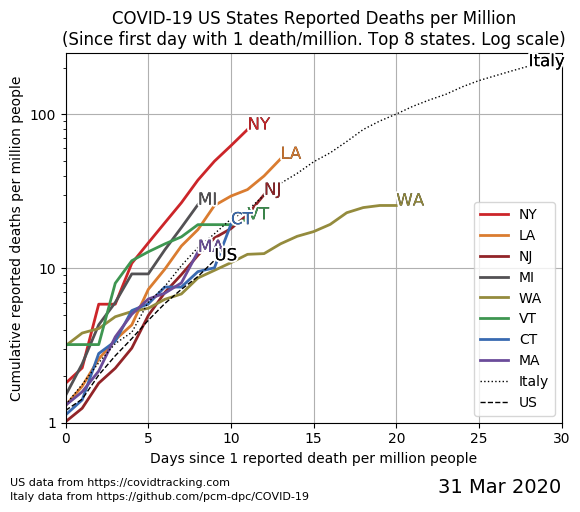 COVID-19 US States Reported Deaths per Million
(Since first day with 1 death/million. Top 8 states. Log scale)
Cumulative reported deaths per million people
100
10
1
Italy
NY
LA
NJ
MI
WA
VT
CT
MA
US
NY
LA
NJ
MI
WA
VT
CT
MA
Italy
US
0 5 10 15 20 25 30
Days since 1 reported death per million people
US data from https://covidtracking.com
Italy data from https://github.com/pcm-dpc/COVID-19
31 Mar 2020